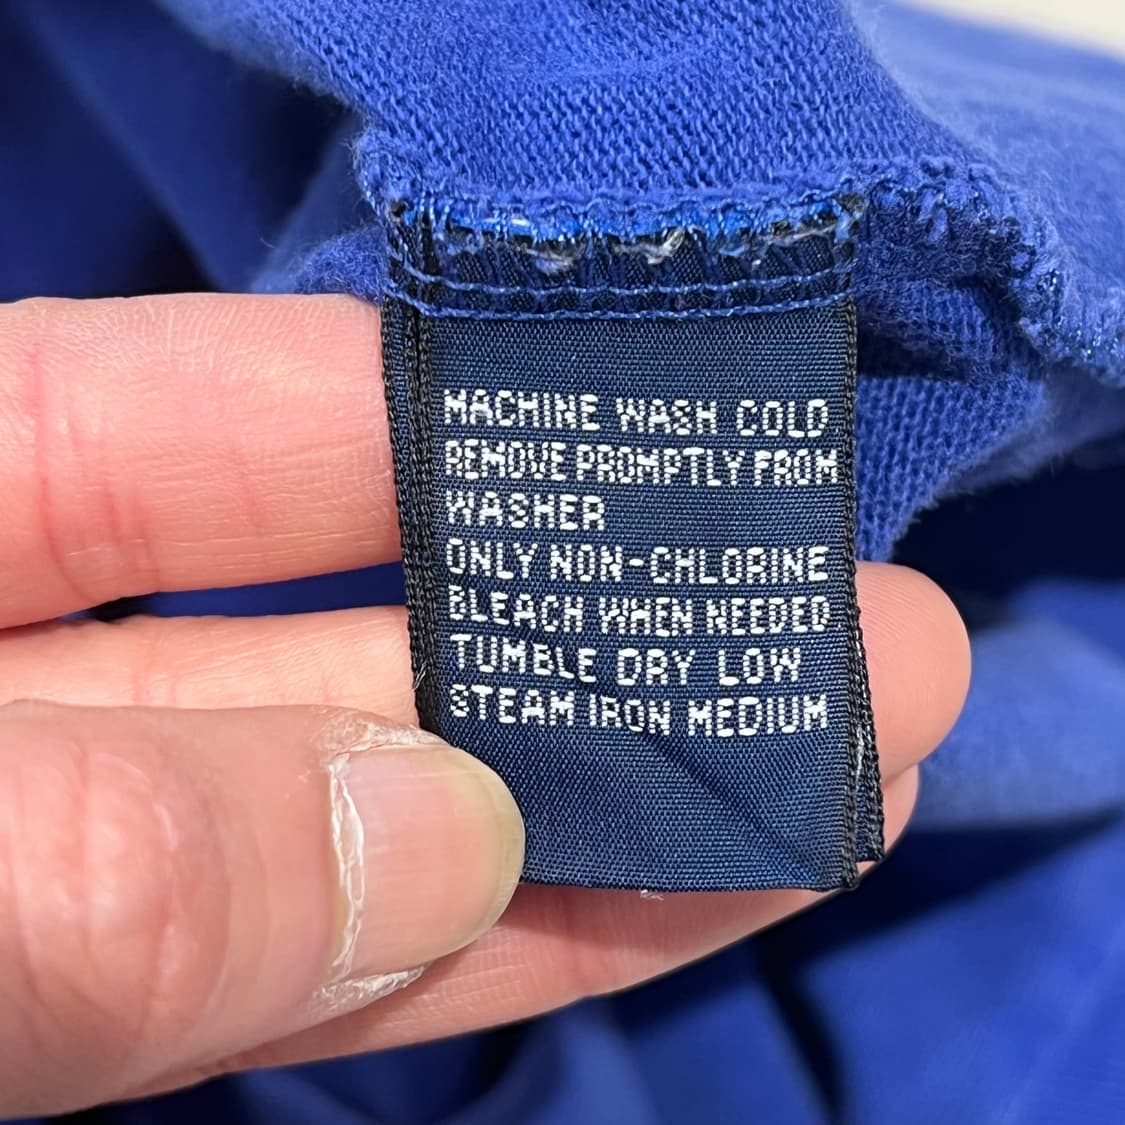 MACHINE WASH COLD
REMOVE PROMPTLY FROM
WASHER
ONLY NON-CHLORINE
BLEACH WHEN NEEDED
TUMBLE DRY LOW
STEAM IRON MEDIUM